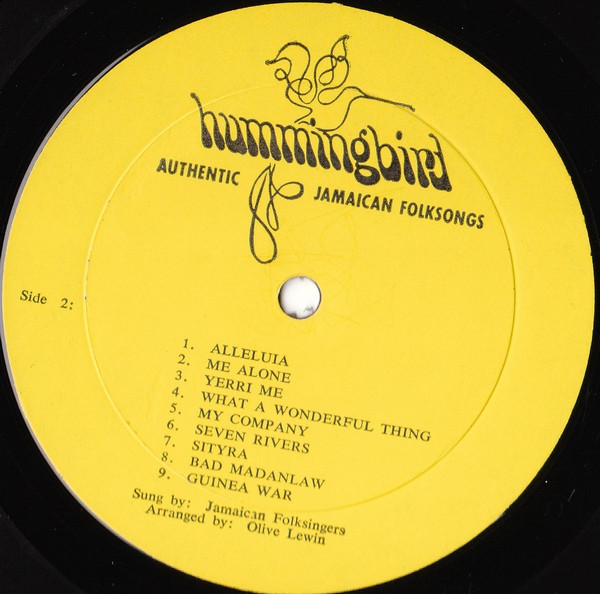 hummingbird
AUTHENTIC JAMAICAN FOLKSONGS
Side 2:
1. ALLELUIA
2. ME ALONE
3. YERRI ME
4. WHAT A WONDERFUL THING
5. MY COMPANY
6. SEVEN RIVERS
7. SITYRA
8. BAD MADANLAW
9. GUINEA WAR
Sung by: Jamaican Folksingers
Arranged by: Olive Lewin